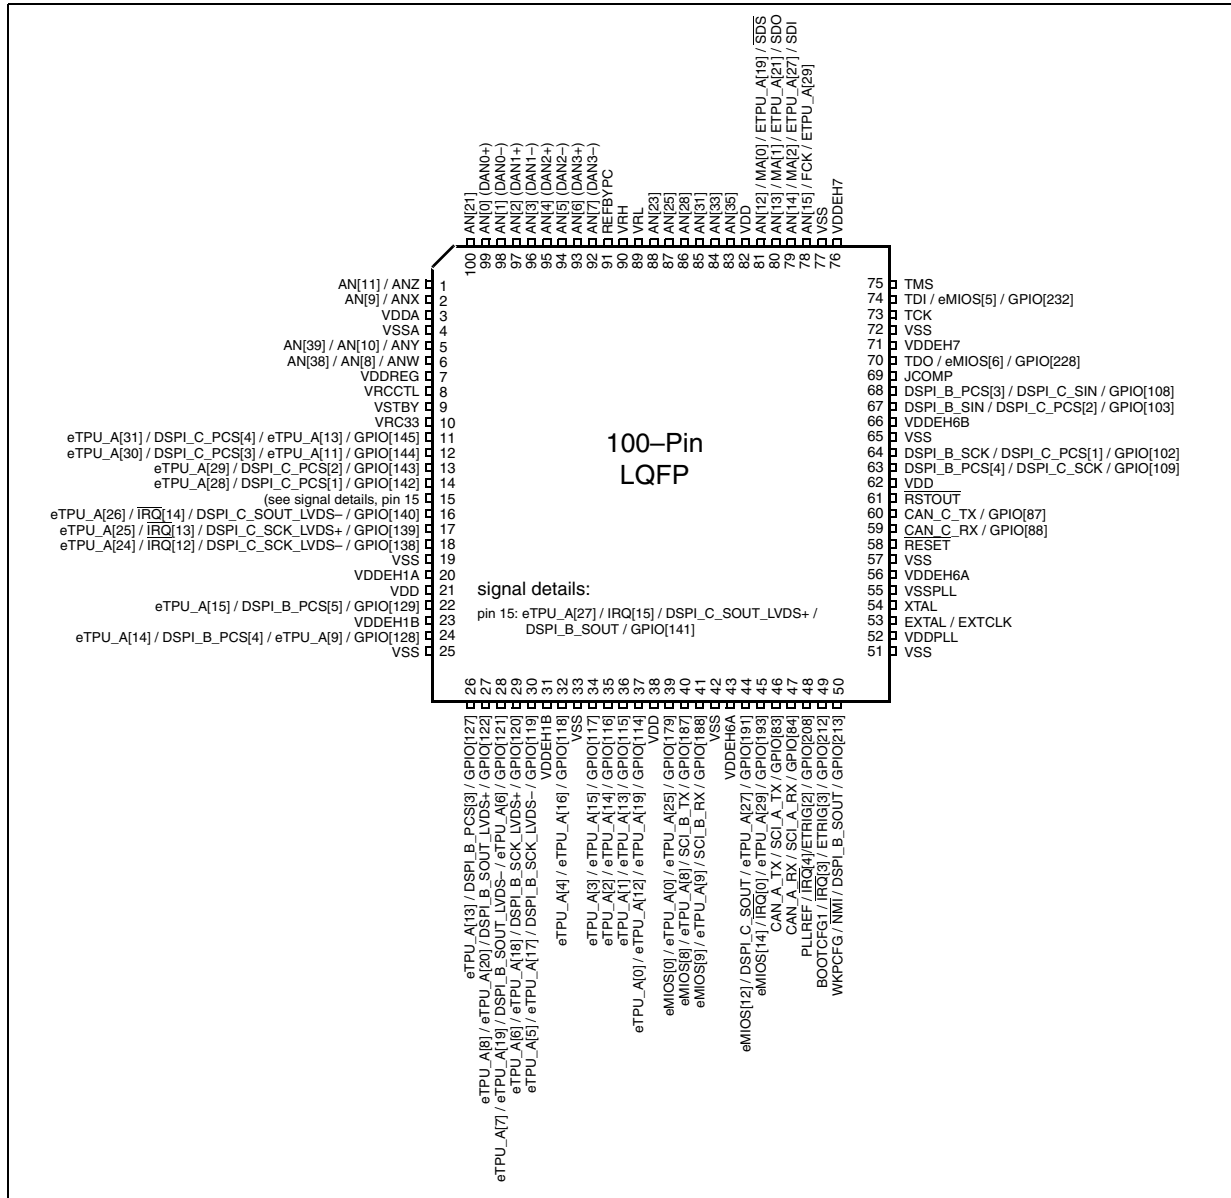 AN[21]
AN[0] (DAN0+)
AN[1] (DAN0–)
AN[2] (DAN1+)
AN[3] (DAN1–)
AN[4] (DAN2+)
AN[5] (DAN2–)
AN[6] (DAN3+)
AN[7] (DAN3–)
REFBYPC
VRH
VRL
AN[23]
AN[25]
AN[28]
AN[31]
AN[33]
AN[35]
VDD
AN[12] / MA[0] / ETPU_A[19] / SDS
AN[13] / MA[1] / ETPU_A[21] / SDO
AN[14] / MA[2] / ETPU_A[27] / SDI
AN[15] / FCK / ETPU_A[29]
VSS
VDDEH7
100
99
98
97
96
95
94
93
92
91
90
89
88
87
86
85
84
83
82
81
80
79
78
77
76
AN[11] / ANZ 1
AN[9] / ANX 2
VDDA 3
VSSA 4
AN[39] / AN[10] / ANY 5
AN[38] / AN[8] / ANW 6
VDDREG 7
VRCCTL 8
VSTBY 9
VRC33 10
eTPU_A[31] / DSPI_C_PCS[4] / eTPU_A[13] / GPIO[145] 11
eTPU_A[30] / DSPI_C_PCS[3] / eTPU_A[11] / GPIO[144] 12
eTPU_A[29] / DSPI_C_PCS[2] / GPIO[143] 13
eTPU_A[28] / DSPI_C_PCS[1] / GPIO[142] 14
(see signal details, pin 15 15
eTPU_A[26] / IRQ[14] / DSPI_C_SOUT_LVDS– / GPIO[140] 16
eTPU_A[25] / IRQ[13] / DSPI_C_SCK_LVDS+ / GPIO[139] 17
eTPU_A[24] / IRQ[12] / DSPI_C_SCK_LVDS– / GPIO[138] 18
VSS 19
VDDEH1A 20
VDD 21
eTPU_A[15] / DSPI_B_PCS[5] / GPIO[129] 22
VDDEH1B 23
eTPU_A[14] / DSPI_B_PCS[4] / eTPU_A[9] / GPIO[128] 24
VSS 25
100–Pin
LQFP
signal details:
pin 15: eTPU_A[27] / IRQ[15] / DSPI_C_SOUT_LVDS+ /
DSPI_B_SOUT / GPIO[141]
75 TMS
74 TDI / eMIOS[5] / GPIO[232]
73 TCK
72 VSS
71 VDDEH7
70 TDO / eMIOS[6] / GPIO[228]
69 JCOMP
68 DSPI_B_PCS[3] / DSPI_C_SIN / GPIO[108]
67 DSPI_B_SIN / DSPI_C_PCS[2] / GPIO[103]
66 VDDEH6B
65 VSS
64 DSPI_B_SCK / DSPI_C_PCS[1] / GPIO[102]
63 DSPI_B_PCS[4] / DSPI_C_SCK / GPIO[109]
62 VDD
61 RSTOUT
60 CAN_C_TX / GPIO[87]
59 CAN_C_RX / GPIO[88]
58 RESET
57 VSS
56 VDDEH6A
55 VSSPLL
54 XTAL
53 EXTAL / EXTCLK
52 VDDPLL
51 VSS
26
27
28
29
30
31
32
33
34
35
36
37
38
39
40
41
42
43
44
45
46
47
48
49
50
eTPU_A[13] / DSPI_B_PCS[3] / GPIO[127]
eTPU_A[8] / eTPU_A[20] / DSPI_B_SOUT_LVDS+ / GPIO[122]
eTPU_A[7] / eTPU_A[19] / DSPI_B_SOUT_LVDS– / eTPU_A[6] / GPIO[121]
eTPU_A[6] / eTPU_A[18] / DSPI_B_SCK_LVDS+ / GPIO[120]
eTPU_A[5] / eTPU_A[17] / DSPI_B_SCK_LVDS– / GPIO[119]
VDDEH1B
eTPU_A[4] / eTPU_A[16] / GPIO[118]
VSS
eTPU_A[3] / eTPU_A[15] / GPIO[117]
eTPU_A[2] / eTPU_A[14] / GPIO[116]
eTPU_A[1] / eTPU_A[13] / GPIO[115]
eTPU_A[0] / eTPU_A[12] / eTPU_A[19] / GPIO[114]
VDD
eMIOS[0] / eTPU_A[0] / eTPU_A[25] / GPIO[179]
eMIOS[8] / eTPU_A[8] / SCI_B_TX / GPIO[187]
eMIOS[9] / eTPU_A[9] / SCI_B_RX / GPIO[188]
VSS
VDDEH6A
eMIOS[12] / DSPI_C_SOUT / eTPU_A[27] / GPIO[191]
eMIOS[14] / IRQ[0] / eTPU_A[29] / GPIO[193]
CAN_A_TX / SCI_A_TX / GPIO[83]
CAN_A_RX / SCI_A_RX / GPIO[84]
PLLREF / IRQ[4]/ETRIG[2] / GPIO[208]
BOOTCFG1 / IRQ[3] / ETRIG[3] / GPIO[212]
WKPCFG / NMI / DSPI_B_SOUT / GPIO[213]